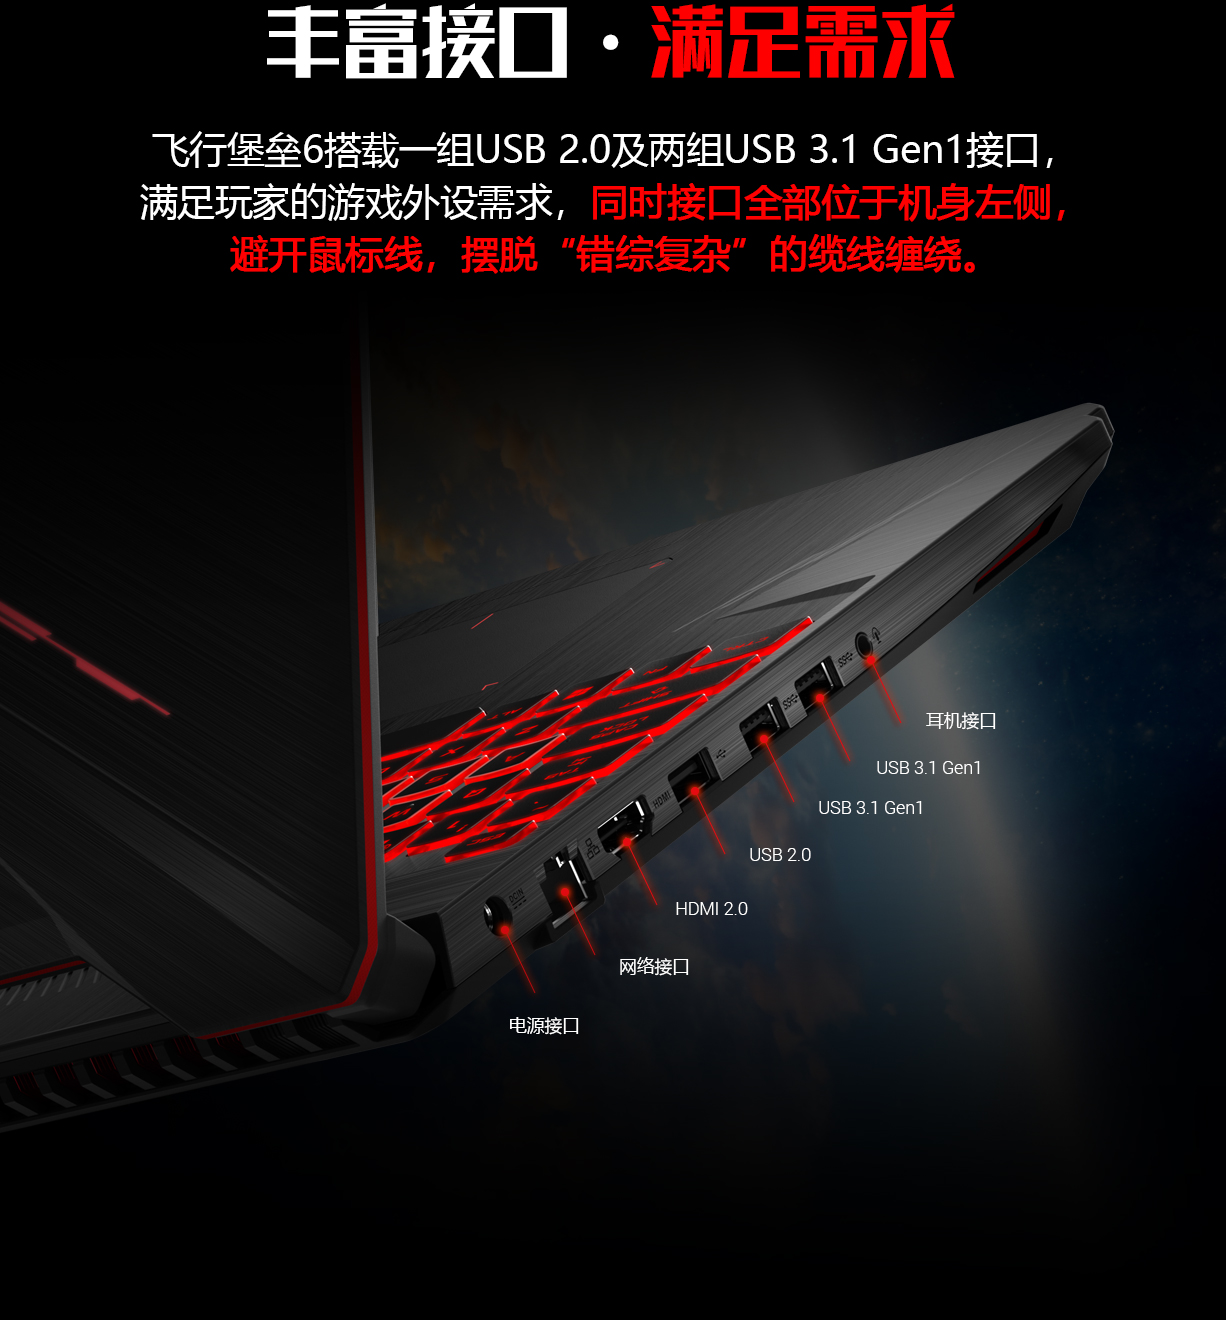 丰富接口·满足需求
飞行堡垒6搭载一组USB 2.0及两组USB 3.1 Gen1接口，
满足玩家的游戏外设需求，同时接口全部位于机身左侧，
避开鼠标线，摆脱“错综复杂”的缆线缠绕。
耳机接口
USB 3.1 Gen1
USB 3.1 Gen1
USB 2.0
HDMI
HDMI 2.0
DC IN
网络接口
电源接口